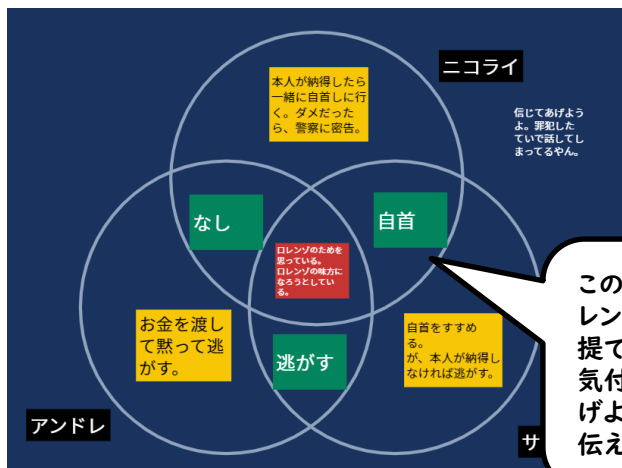 ニコライ
本人が納得したら
一緒に自首しに行
く。ダメだった
ら、警察に密告。
信じてあげよう
よ。罪犯した
ていで話してし
まってるやん。
なし
自首
ロレンゾのためを
思っている。
ロレンゾの味方に
なろうとしてい
る。
お金を渡し
て黙って逃
がす。
逃がす
自首をすすめ
る。
が、本人が納得し
なければ逃がす。
アンドレ
サ
この
レン
提て
気付
げよ
伝え